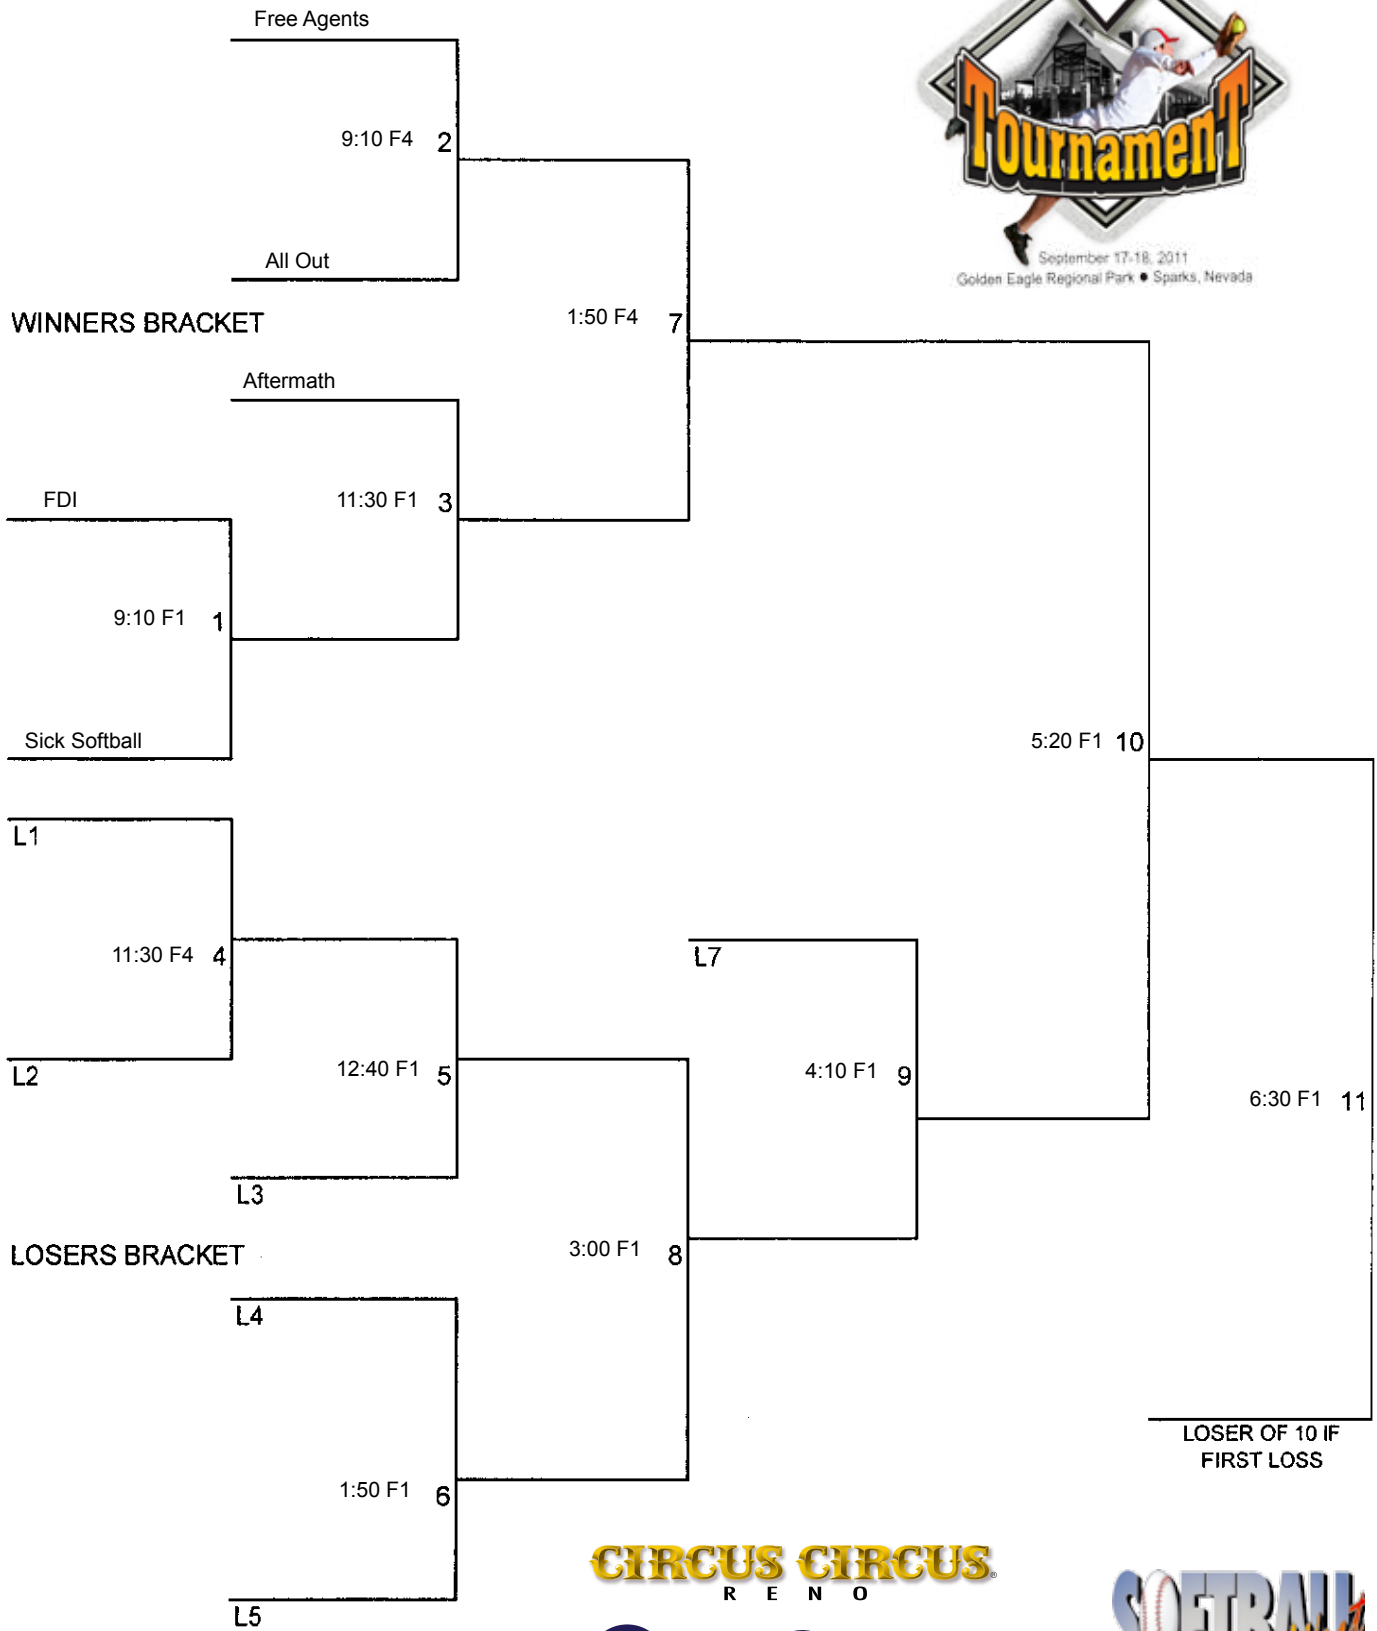 Free Agents
Tournament
9:10 F4 2
September 17-18, 2011
Golden Eagle Regional Park ● Sparks, Nevada
All Out
WINNERS BRACKET
1:50 F4 7
Aftermath
FDI
11:30 F1 3
9:10 F1 1
Sick Softball
5:20 F1 10
L1
11:30 F4 4
L7
L2
12:40 F1 5
4:10 F1 9
6:30 F1 11
L3
LOSERS BRACKET
3:00 F1 8
L4
LOSER OF 10 IF
FIRST LOSS
1:50 F1 6
CIRCUS CIRCUS®
RENO
SOFTBALL
L5